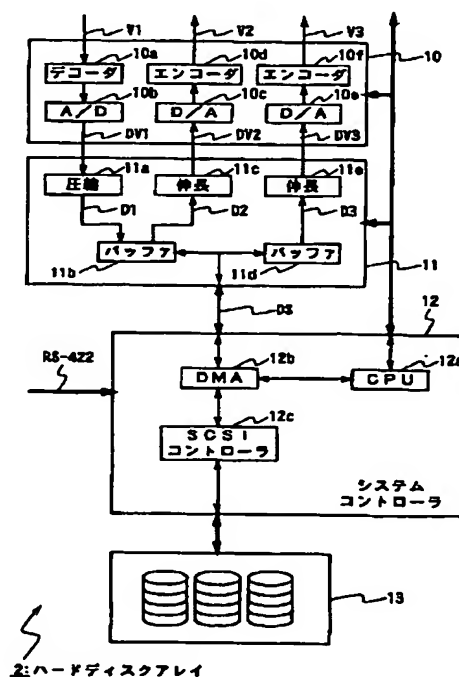 V1 V2 V3
10a 10d 10f 10
デコーダ エンコーダ エンコーダ
10b 10c 10e
A/D D/A D/A
DV1 DV2 DV3
11a 11c 11e
圧縮 伸長 伸長
D1 D2 D3
バッファ バッファ
11b 11d 11
DS 12
RS-422 12b 12a
DMA CPU
12c
SCSI
コントローラ
システム
コントローラ
13
2:ハードディスクアレイ